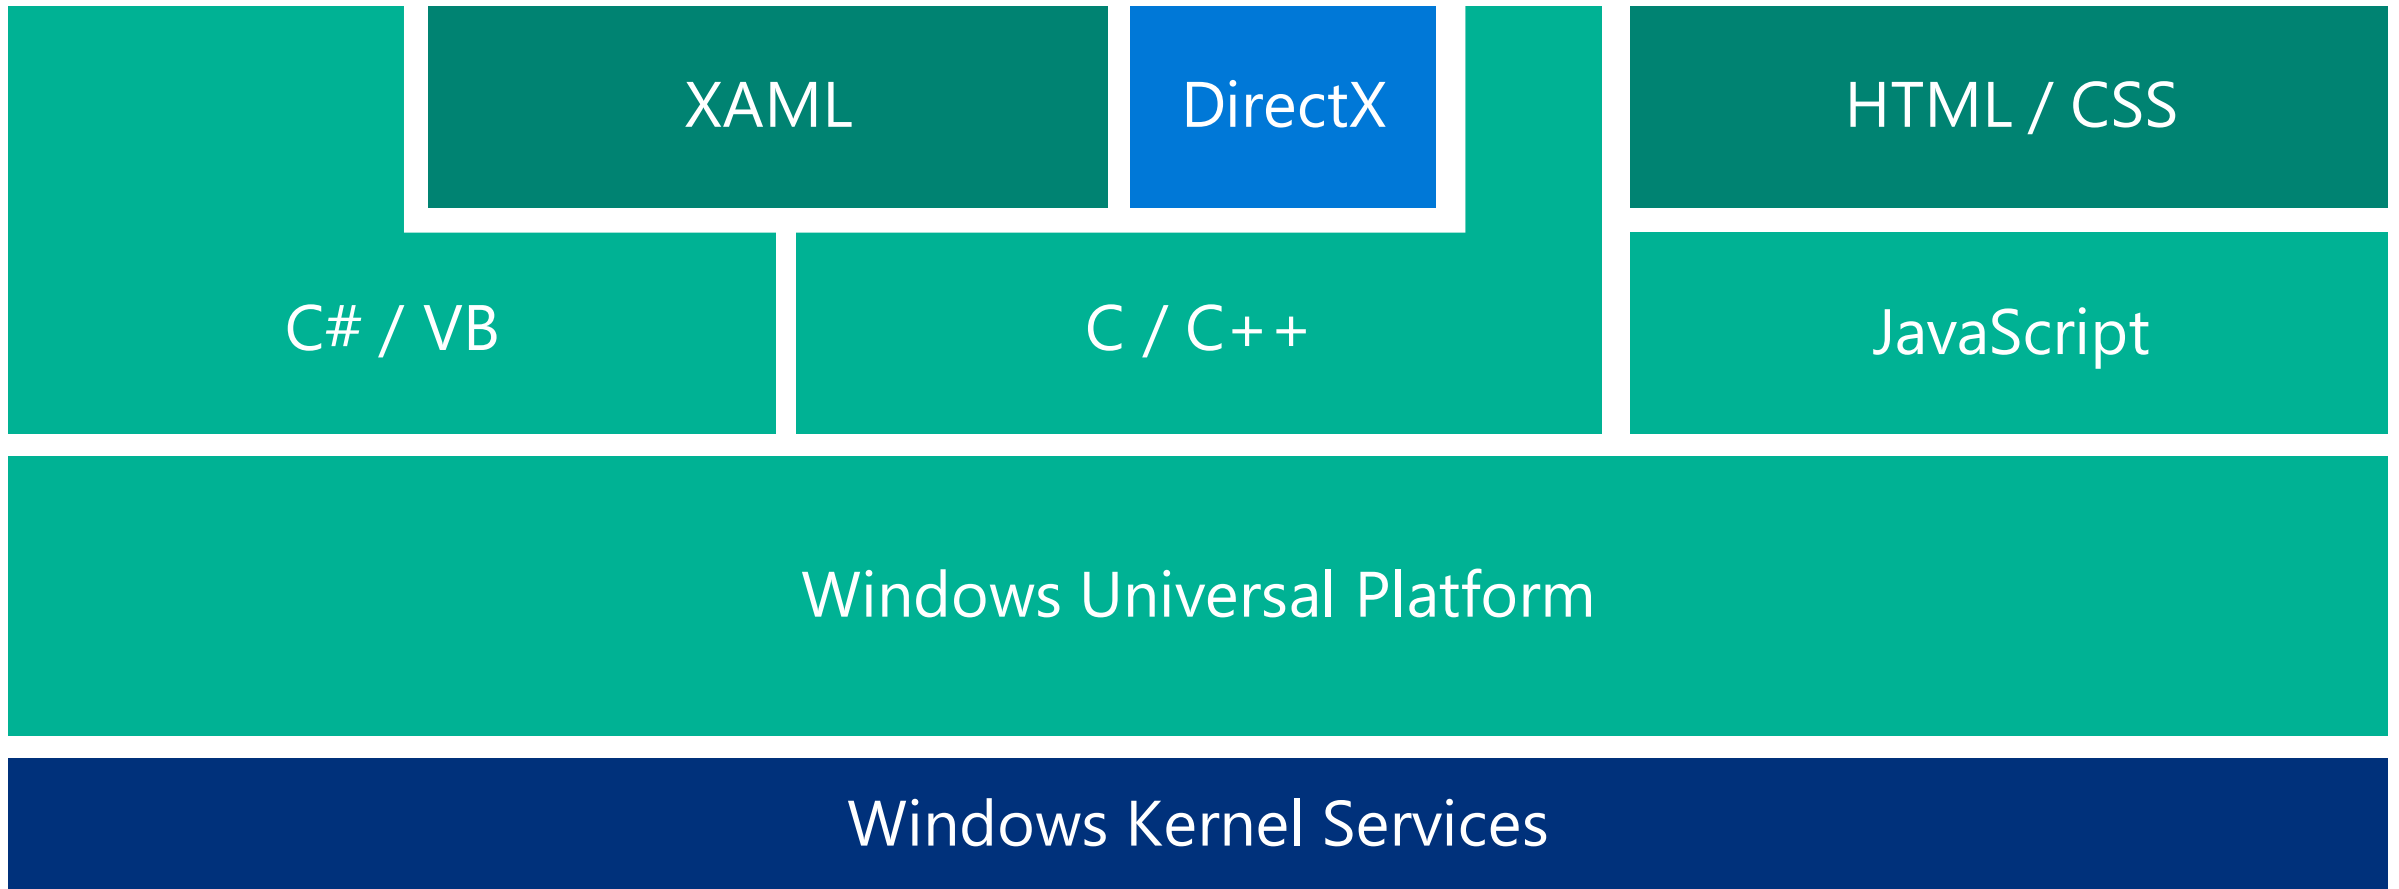 XAML
DirectX
HTML / CSS
C# / VB
C / C++
JavaScript
Windows Universal Platform
Windows Kernel Services